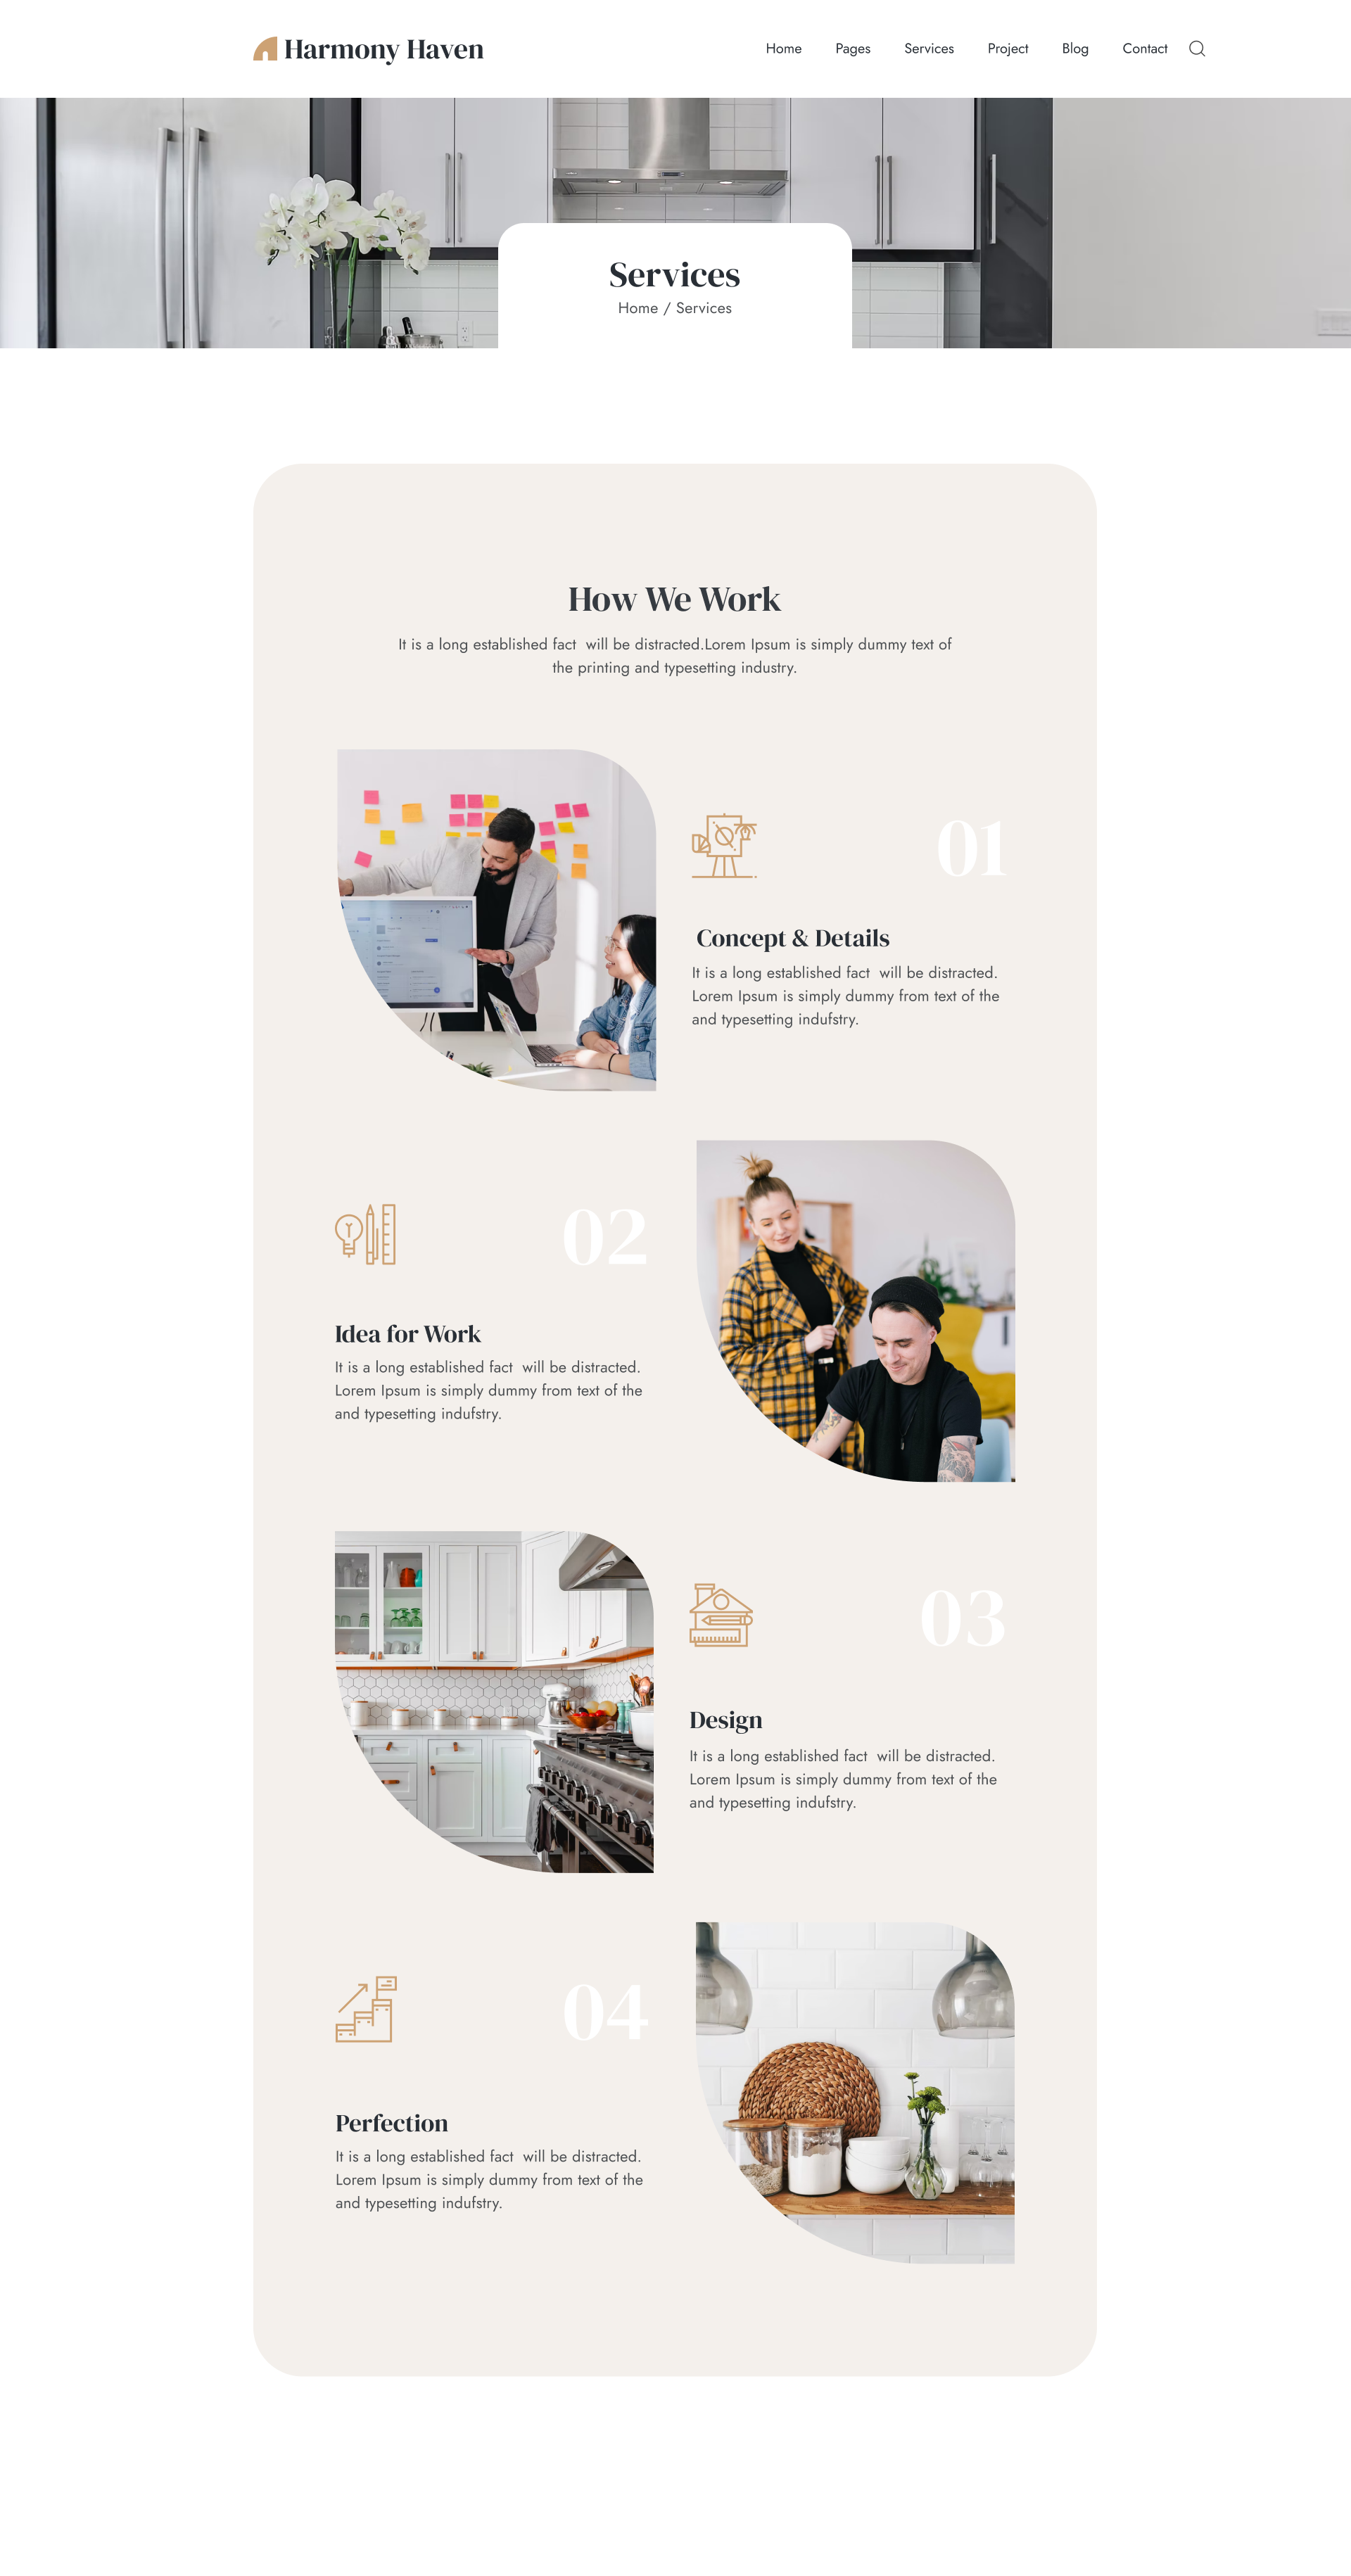 Harmony Haven
Home Pages Services Project Blog Contact
Services
Home / Services
How We Work
It is a long established fact will be distracted.Lorem Ipsum is simply dummy text of
the printing and typesetting industry.
01
Concept & Details
It is a long established fact will be distracted.
Lorem Ipsum is simply dummy from text of the
and typesetting indufstry.
02
Idea for Work
It is a long established fact will be distracted.
Lorem Ipsum is simply dummy from text of the
and typesetting indufstry.
03
Design
It is a long established fact will be distracted.
Lorem Ipsum is simply dummy from text of the
and typesetting indufstry.
04
Perfection
It is a long established fact will be distracted.
Lorem Ipsum is simply dummy from text of the
and typesetting indufstry.